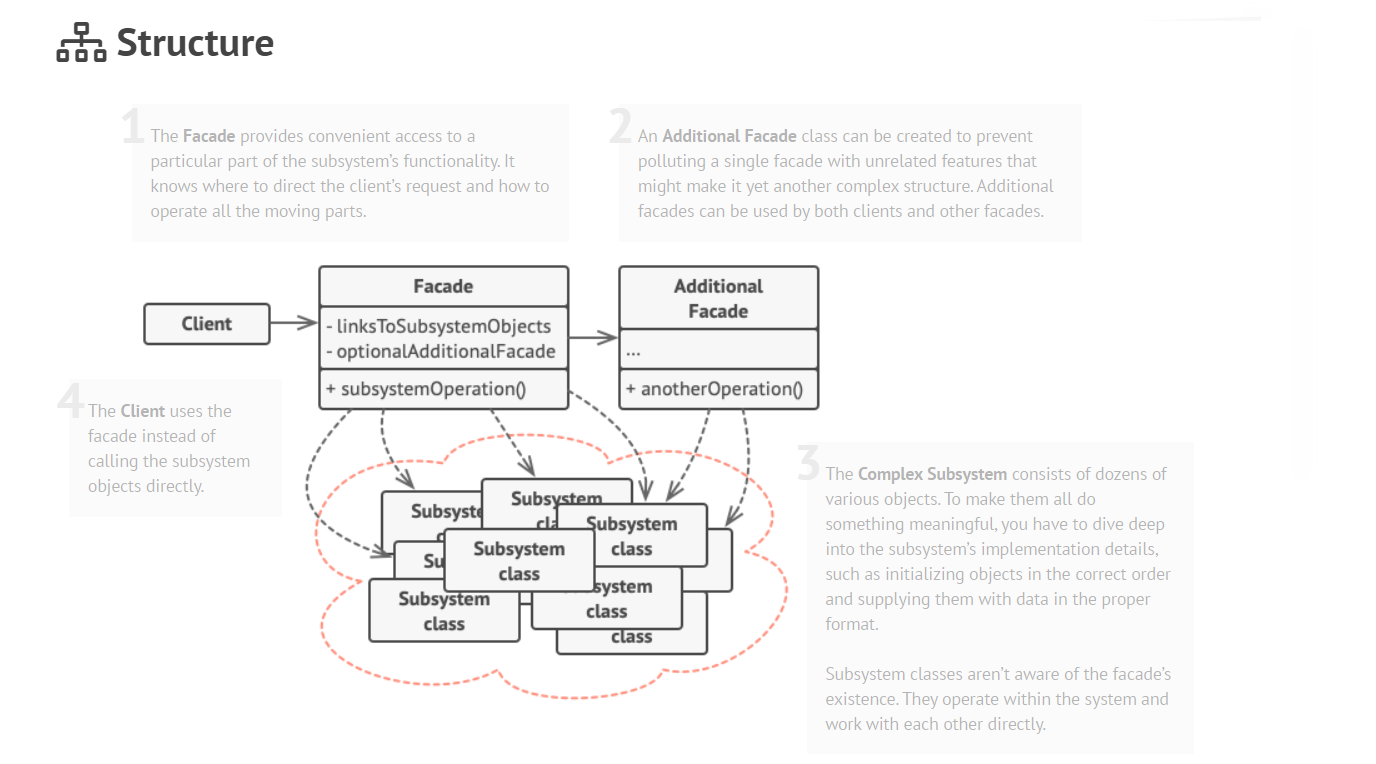 Structure
1
The Facade provides convenient access to a
particular part of the subsystem's functionality. It
knows where to direct the client's request and how to
operate all the moving parts.
2
An Additional Facade class can be created to prevent
polluting a single facade with unrelated features that
might make it yet another complex structure. Additional
facades can be used by both clients and other facades.
Client
Facade
- linksToSubsystemObjects
- optionalAdditionalFacade
+ subsystemOperation()
Additional
Facade
...
+ anotherOperation()
4
The Client uses the
facade instead of
calling the subsystem
objects directly.
Subsystem
class
Subsystem
class
Subsystem
class
class
class
3
The Complex Subsystem consists of dozens of
various objects. To make them all do
something meaningful, you have to dive deep
into the subsystem's implementation details,
such as initializing objects in the correct order
and supplying them with data in the proper
format.
Subsystem classes aren't aware of the facade's
existence. They operate within the system and
work with each other directly.
Subsystem